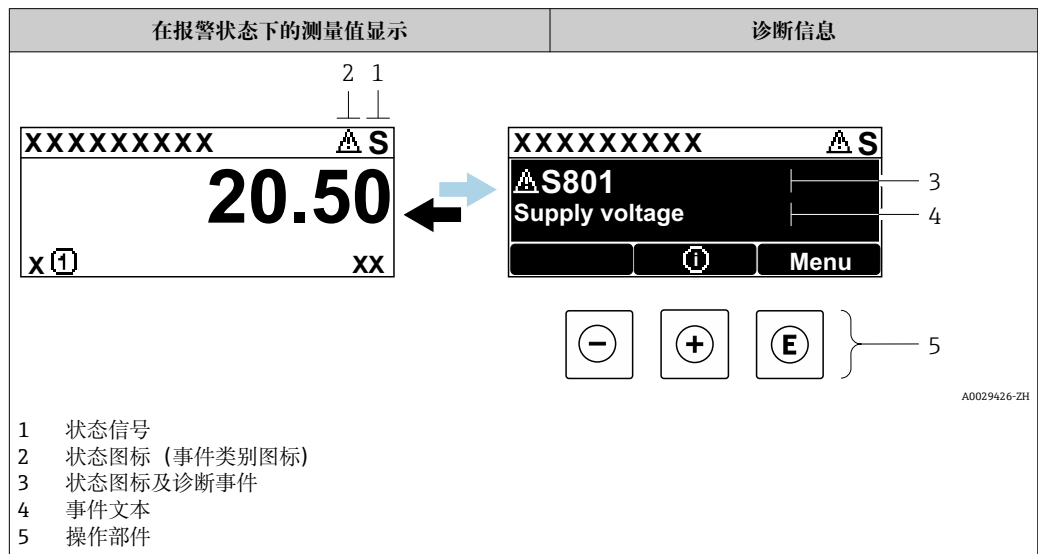 在报警状态下的测量值显示 诊断信息
2 1
XXXXXXXXX ⚠ S
20.50
X ① XX
XXXXXXXXX ⚠ S
⚠S801 3
Supply voltage 4
ⓘ Menu
− + E 5
A0029426-ZH
1 状态信号
2 状态图标（事件类别图标）
3 状态图标及诊断事件
4 事件文本
5 操作部件